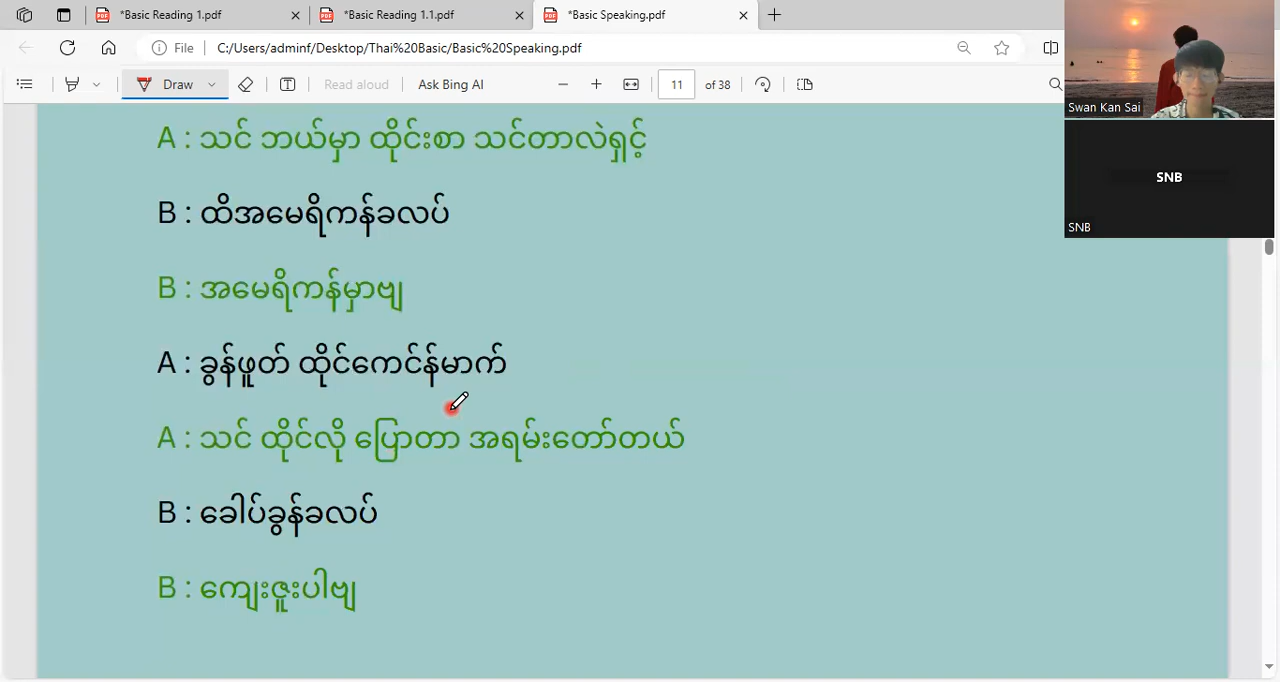 *Basic Reading 1.pdf
*Basic Reading 1.1.pdf
*Basic Speaking.pdf
File C:/Users/adminf/Desktop/Thai%20Basic/Basic%20Speaking.pdf
Draw Read aloud Ask Bing AI 11 of 38
Swan Kan Sai
SNB
SNB
A : သင် ဘယ်မှာ ထိုင်းစာ သင်တာလဲရှင့်
B : ထိအမေရိကန်ခလပ်
B : အမေရိကန်မှာဗျ
A : ခွန်ဖူတ် ထိုင်ကေင်န်မာက်
A : သင် ထိုင်လို ပြောတာ အရမ်းတော်တယ်
B : ခေါပ်ခွန်ခလပ်
B : ကျေးဇူးပါဗျ